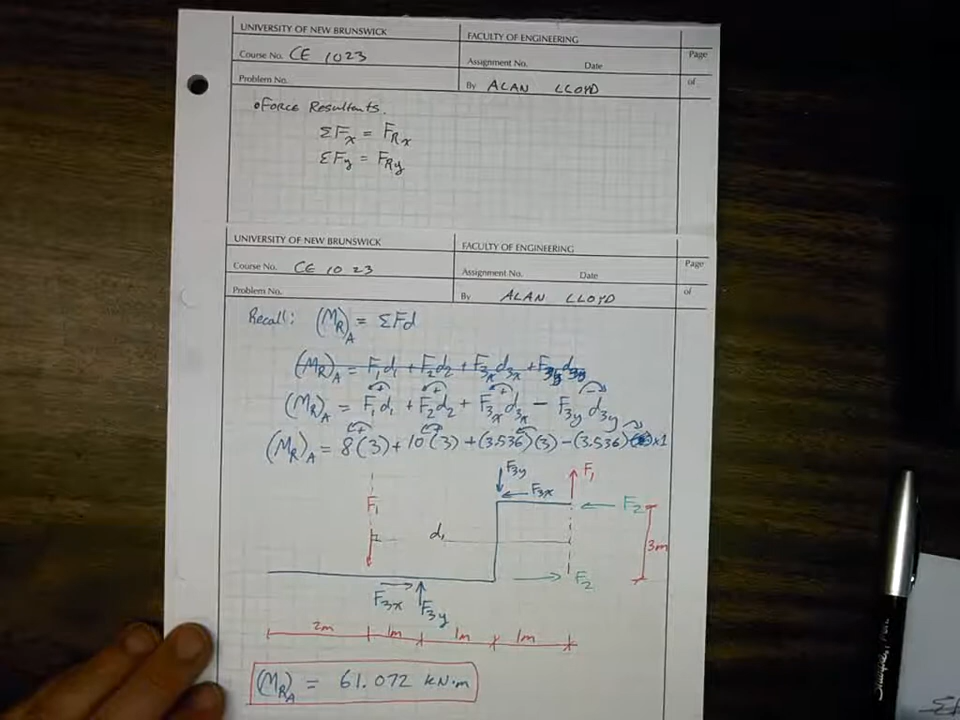 UNIVERSITY OF NEW BRUNSWICK FACULTY OF ENGINEERING Page
Course No. CE 1023 Assignment No. Date
Problem No. By ALAN LLOYD of
Force Resultents.
ΣFx = FRx
ΣFy = FRy
UNIVERSITY OF NEW BRUNSWICK FACULTY OF ENGINEERING Page
Course No. CE 1023 Assignment No. Date
Problem No. By ALAN LLOYD of
Recall: (MR)A = ΣFd
(MR)A = F1d1 + F2d2 + F3xd3x + F3yd3y
(MR)A = F1d1 + F2d2 + F3xd3x − F3yd3y
(MR)A = 8(3) + 10(3) + (3.536)(3) − (3.536)x1
F3y F1
F3x
F1 F2
d1 3m
F2
F3x F3y
2m 1m 1m 1m
(MR)A = 61.072 kN·m
Sharpie